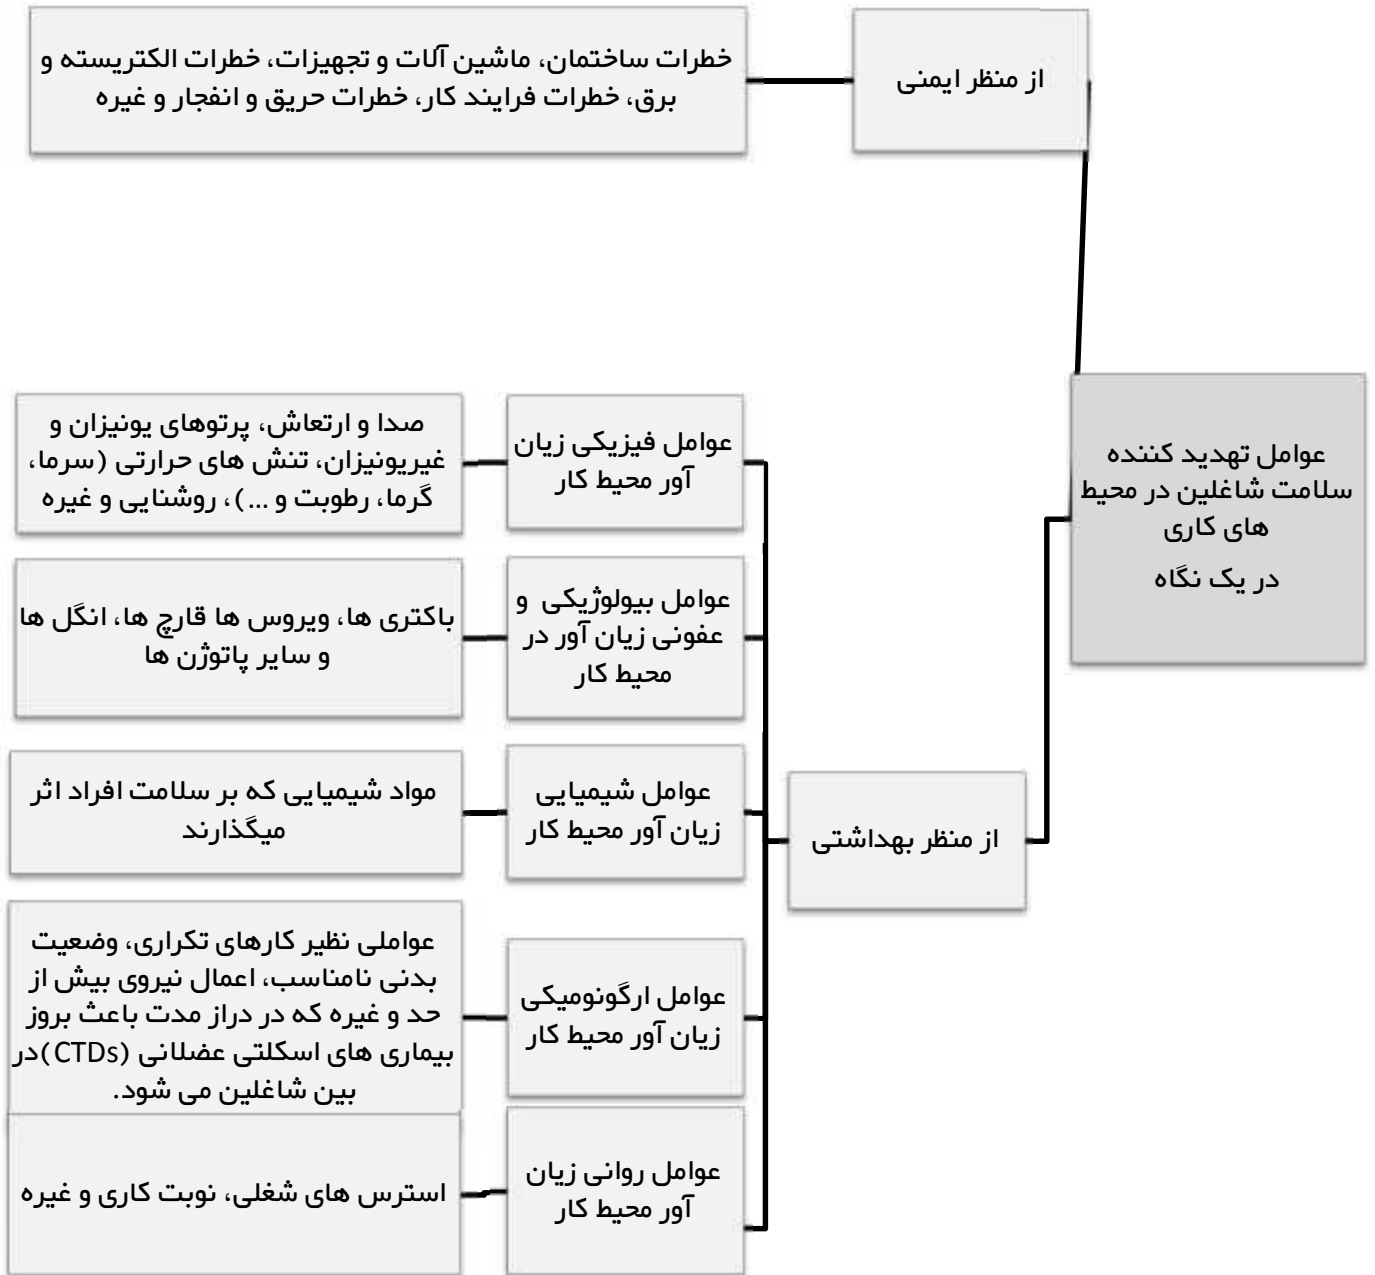 عوامل تهدید کننده
سلامت شاغلین در محیط
های کاری
در یک نگاه
از منظر ایمنی
خطرات ساختمان، ماشین آلات و تجهیزات، خطرات الکتریسته و
برق، خطرات فرایند کار، خطرات حریق و انفجار و غیره
از منظر بهداشتی
عوامل فیزیکی زیان
آور محیط کار
صدا و ارتعاش، پرتوهای یونیزان و
غیریونیزان، تنش های حرارتی (سرما،
گرما، رطوبت و ...)، روشنایی و غیره
عوامل بیولوژیکی و
عفونی زیان آور در
محیط کار
باکتری ها، ویروس ها قارچ ها، انگل ها
و سایر پاتوژن ها
عوامل شیمیایی
زیان آور محیط کار
مواد شیمیایی که بر سلامت افراد اثر
میگذارند
عوامل ارگونومیکی
زیان آور محیط کار
عواملی نظیر کارهای تکراری، وضعیت
بدنی نامناسب، اعمال نیروی بیش از
حد و غیره که در دراز مدت باعث بروز
بیماری های اسکلتی عضلانی (CTDs)در
بین شاغلین می شود.
عوامل روانی زیان
آور محیط کار
استرس های شغلی، نوبت کاری و غیره